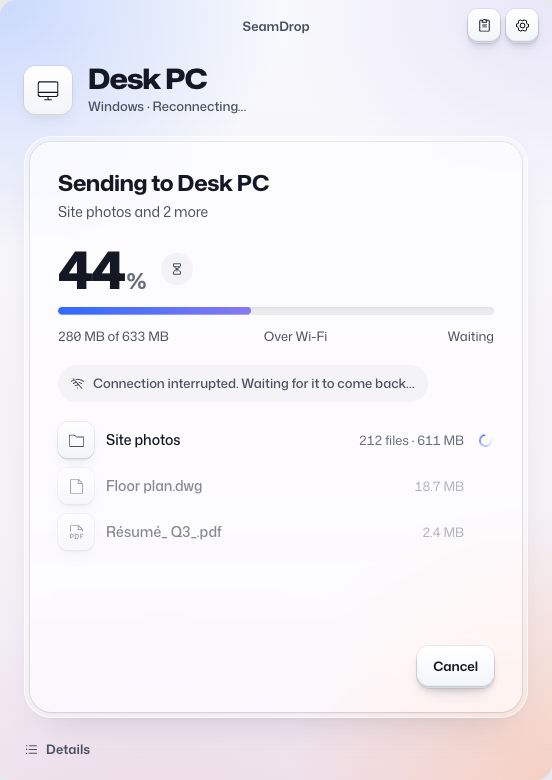 SeamDrop
Desk PC
Windows · Reconnecting...
Sending to Desk PC
Site photos and 2 more
44%
280 MB of 633 MB
Over Wi-Fi
Waiting
Connection interrupted. Waiting for it to come back...
Site photos
212 files · 611 MB
Floor plan.dwg
18.7 MB
PDF
Résumé_ Q3_.pdf
2.4 MB
Cancel
Details